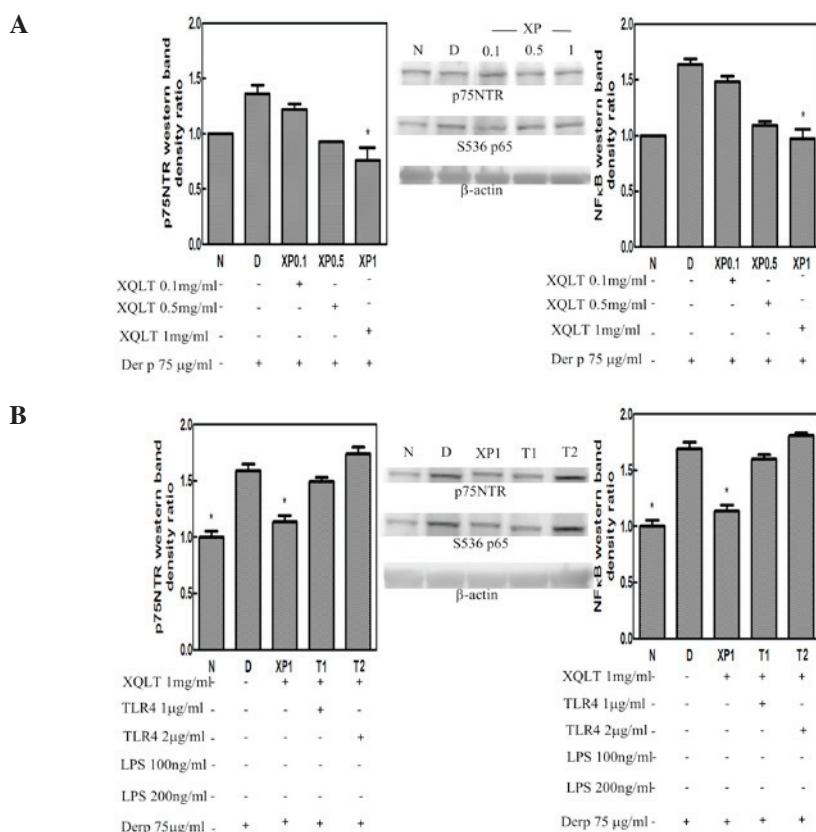 A
p75NTR western band
density ratio
2.0
1.5
1.0
0.5
0.0
N D XP0.1 XP0.5 XP1
*
XQLT 0.1mg/ml - - + - -
XQLT 0.5mg/ml - - - + -
XQLT 1mg/ml - - - - +
Der p 75 µg/ml - + + + +
XP
N D 0.1 0.5 1
p75NTR
S536 p65
β-actin
NFκB western band
density ratio
2.0
1.5
1.0
0.5
0.0
N D XP0.1 XP0.5 XP1
*
XQLT 0.1mg/ml - - + - -
XQLT 0.5mg/ml - - - + -
XQLT 1mg/ml - - - - +
Der p 75 µg/ml - + + + +
B
p75NTR western band
density ratio
2.0
1.5
1.0
0.5
0.0
* *
N D XP1 T1 T2
XQLT 1mg/ml- - + + +
TLR4 1µg/ml - - - + -
TLR4 2µg/ml - - - - +
LPS 100ng/ml- - - - -
LPS 200ng/ml- - - - -
Derp 75µg/ml - + + + +
N D XP1 T1 T2
p75NTR
S536 p65
β-actin
NFκB western band
density ratio
2.0
1.5
1.0
0.5
0.0
* *
N D XP1 T1 T2
XQLT 1mg/ml- - + + +
TLR4 1µg/ml - - - + -
TLR4 2µg/ml - - - - +
LPS 100ng/ml- - - - -
LPS 200ng/ml- - - - -
Derp 75µg/ml - + + + +